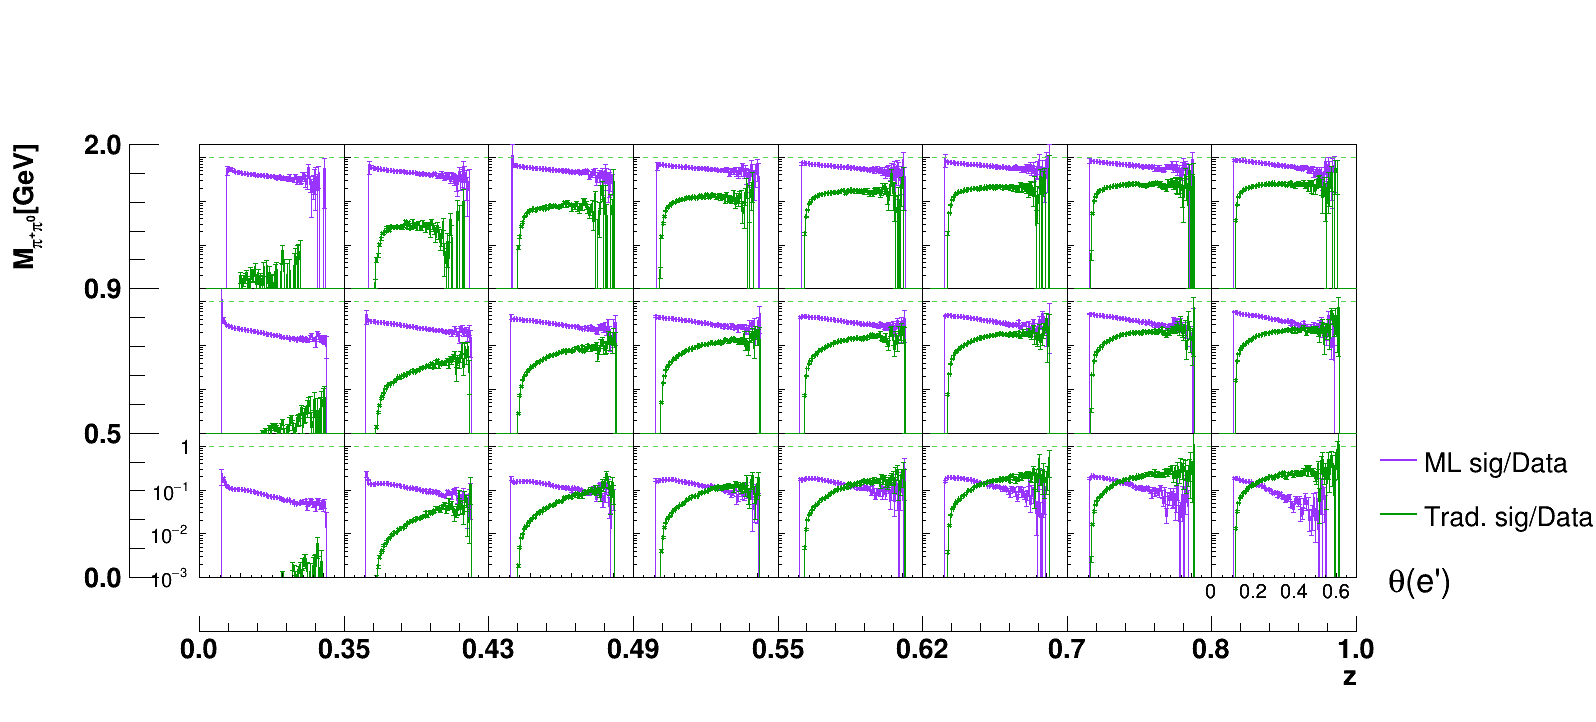 M_{π⁺π⁰}[GeV]
2.0
0.9
0.5
0.0
1
10⁻¹
10⁻²
10⁻³
ML sig/Data
Trad. sig/Data
θ(e')
0 0.2 0.4 0.6
0.0 0.35 0.43 0.49 0.55 0.62 0.7 0.8 1.0
z